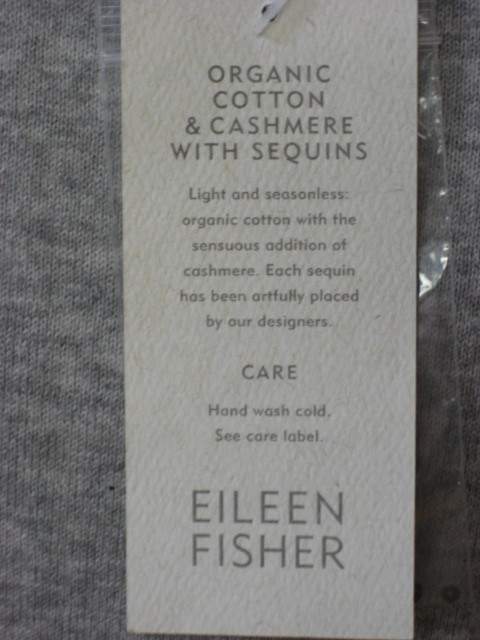 ORGANIC
COTTON
& CASHMERE
WITH SEQUINS
Light and seasonless:
organic cotton with the
sensuous addition of
cashmere. Each sequin
has been artfully placed
by our designers.
CARE
Hand wash cold.
See care label.
EILEEN
FISHER